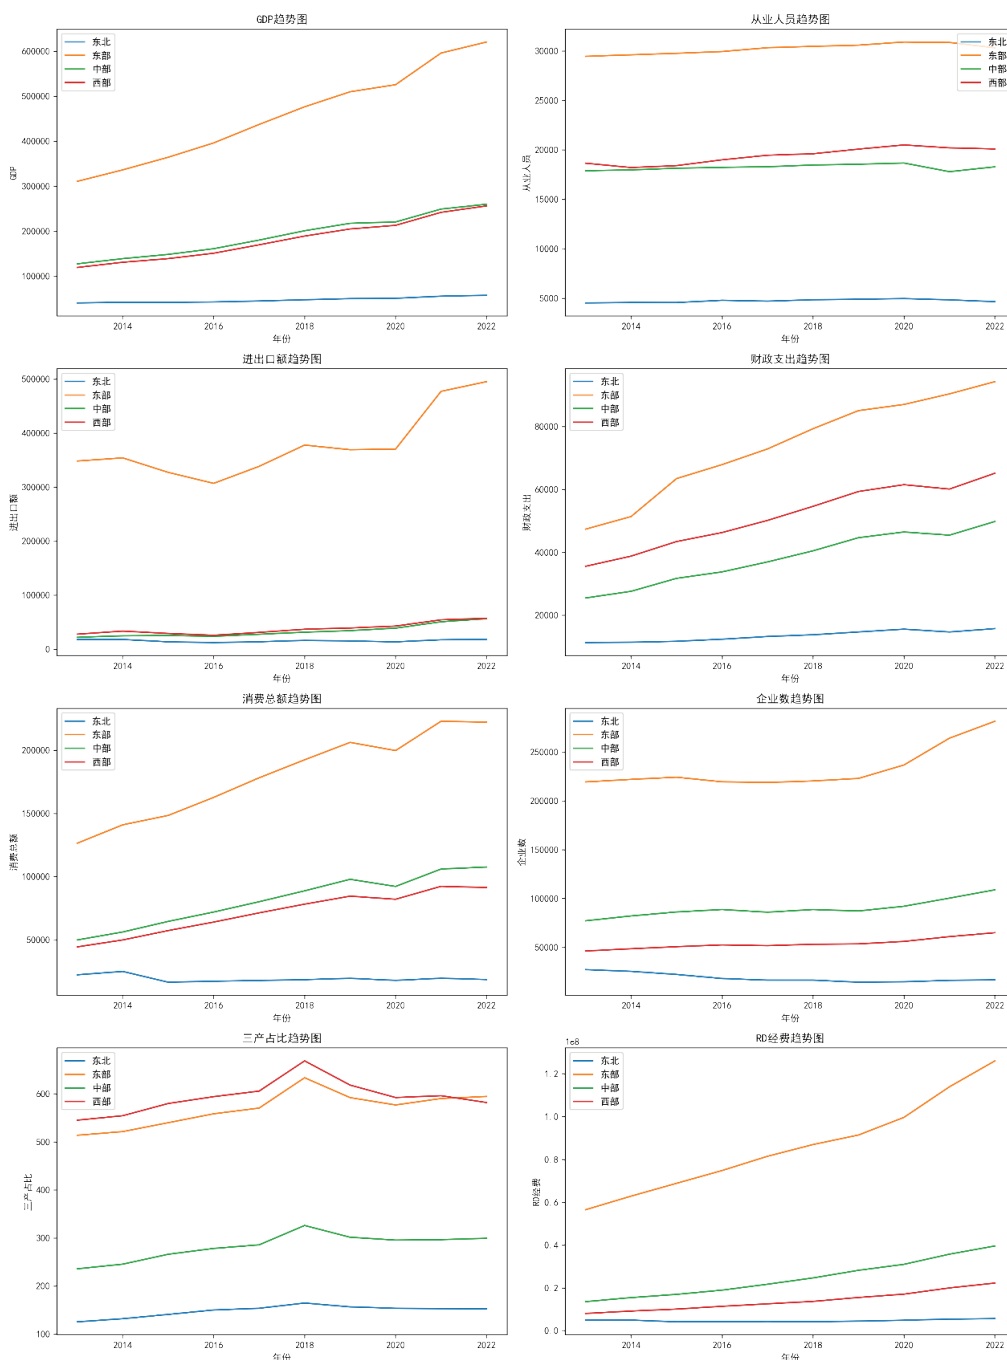 GDP趋势图
东北
东部
中部
西部
600000
500000
400000
300000
200000
100000
GDP
2014 2016 2018 2020 2022
年份
从业人员趋势图
东北
东部
中部
西部
30000
25000
20000
15000
10000
5000
从业人员
2014 2016 2018 2020 2022
年份
进出口额趋势图
东北
东部
中部
西部
500000
400000
300000
200000
100000
0
进出口额
2014 2016 2018 2020 2022
年份
财政支出趋势图
东北
东部
中部
西部
80000
60000
40000
20000
财政支出
2014 2016 2018 2020 2022
年份
消费总额趋势图
东北
东部
中部
西部
200000
150000
100000
50000
消费总额
2014 2016 2018 2020 2022
年份
企业数趋势图
东北
东部
中部
西部
250000
200000
150000
100000
50000
企业数
2014 2016 2018 2020 2022
年份
三产占比趋势图
东北
东部
中部
西部
600
500
400
300
200
100
三产占比
2014 2016 2018 2020 2022
年份
RD经费趋势图
1e8
东北
东部
中部
西部
1.2
1.0
0.8
0.6
0.4
0.2
0.0
RD经费
2014 2016 2018 2020 2022
年份